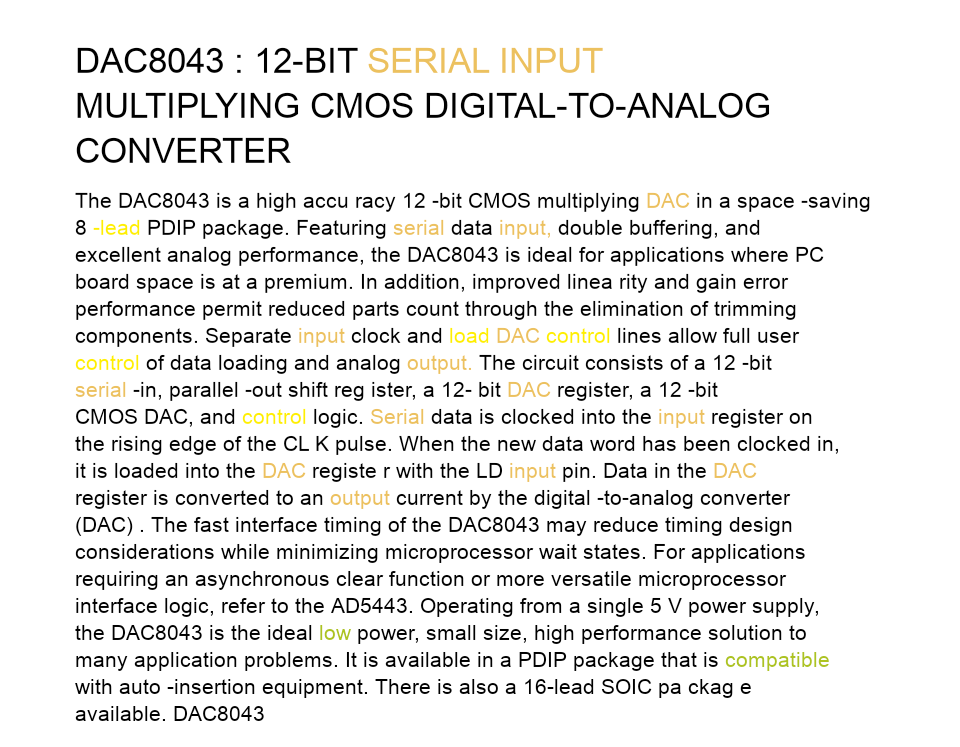 DAC8043 : 12-BIT SERIAL INPUT
MULTIPLYING CMOS DIGITAL-TO-ANALOG
CONVERTER
The DAC8043 is a high accu racy 12 -bit CMOS multiplying DAC in a space -saving
8 -lead PDIP package. Featuring serial data input, double buffering, and
excellent analog performance, the DAC8043 is ideal for applications where PC
board space is at a premium. In addition, improved linea rity and gain error
performance permit reduced parts count through the elimination of trimming
components. Separate input clock and load DAC control lines allow full user
control of data loading and analog output. The circuit consists of a 12 -bit
serial -in, parallel -out shift reg ister, a 12- bit DAC register, a 12 -bit
CMOS DAC, and control logic. Serial data is clocked into the input register on
the rising edge of the CL K pulse. When the new data word has been clocked in,
it is loaded into the DAC registe r with the LD input pin. Data in the DAC
register is converted to an output current by the digital -to-analog converter
(DAC) . The fast interface timing of the DAC8043 may reduce timing design
considerations while minimizing microprocessor wait states. For applications
requiring an asynchronous clear function or more versatile microprocessor
interface logic, refer to the AD5443. Operating from a single 5 V power supply,
the DAC8043 is the ideal low power, small size, high performance solution to
many application problems. It is available in a PDIP package that is compatible
with auto -insertion equipment. There is also a 16-lead SOIC pa ckag e
available. DAC8043